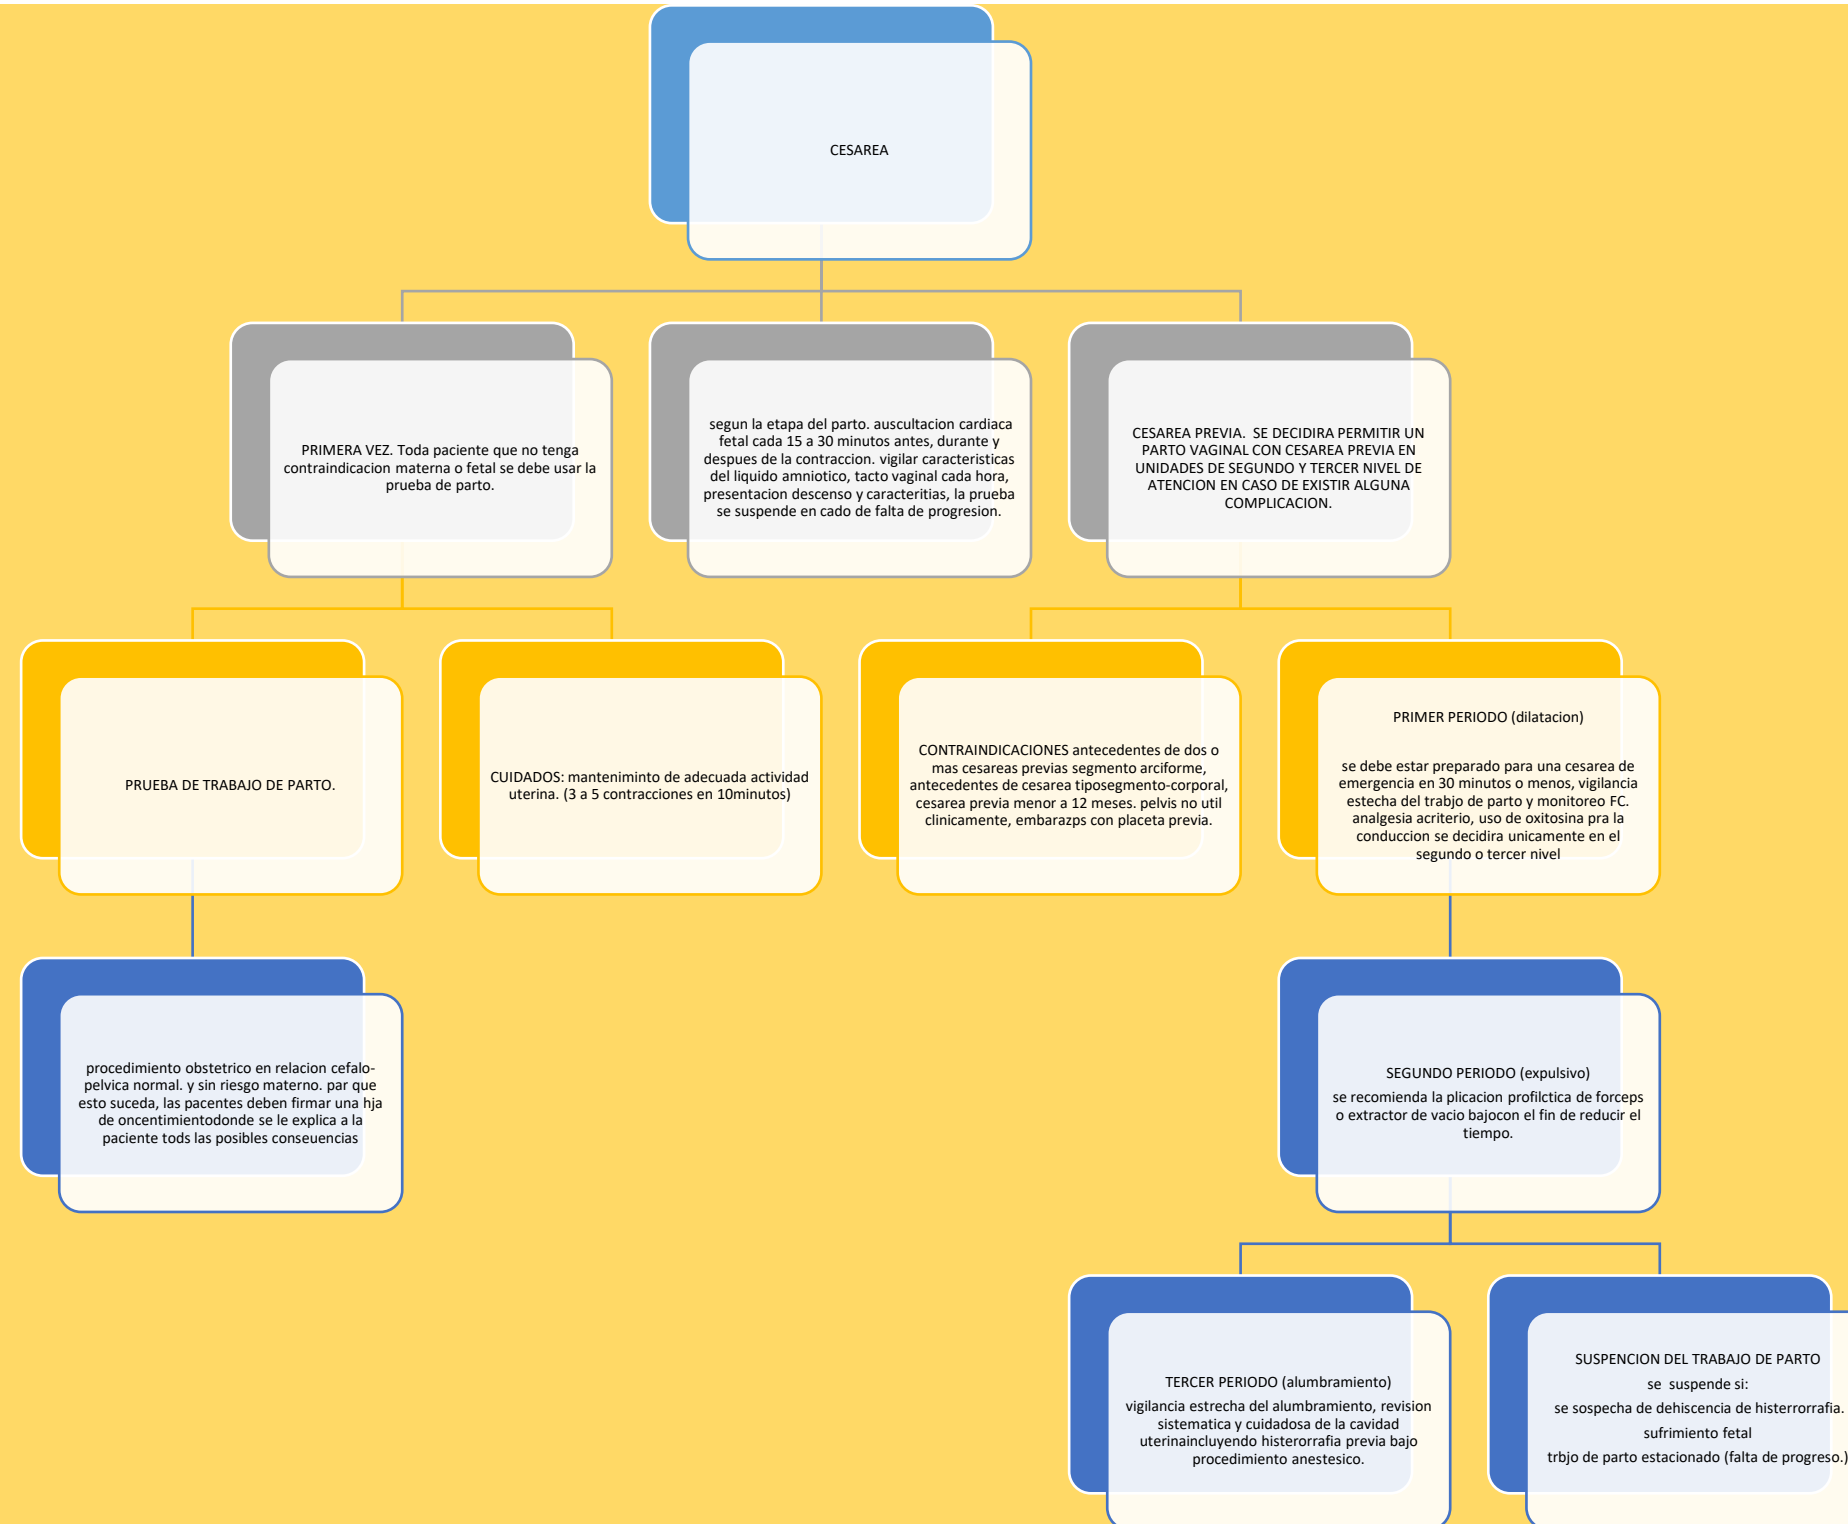 CESAREA
PRIMERA VEZ. Toda paciente que no tenga
contraindicacion materna o fetal se debe usar la
prueba de parto.
segun la etapa del parto. auscultacion cardiaca
fetal cada 15 a 30 minutos antes, durante y
despues de la contraccion. vigilar caracteristicas
del liquido amniotico, tacto vaginal cada hora,
presentacion descenso y caracteritias, la prueba
se suspende en cado de falta de progresion.
CESAREA PREVIA. SE DECIDIRA PERMITIR UN
PARTO VAGINAL CON CESAREA PREVIA EN
UNIDADES DE SEGUNDO Y TERCER NIVEL DE
ATENCION EN CASO DE EXISTIR ALGUNA
COMPLICACION.
PRUEBA DE TRABAJO DE PARTO.
CUIDADOS: manteniminto de adecuada actividad
uterina. (3 a 5 contracciones en 10minutos)
CONTRAINDICACIONES antecedentes de dos o
mas cesareas previas segmento arciforme,
antecedentes de cesarea tiposegmento-corporal,
cesarea previa menor a 12 meses. pelvis no util
clinicamente, embarazps con placeta previa.
PRIMER PERIODO (dilatacion)
se debe estar preparado para una cesarea de
emergencia en 30 minutos o menos, vigilancia
estecha del trabjo de parto y monitoreo FC.
analgesia acriterio, uso de oxitosina pra la
conduccion se decidira unicamente en el
segundo o tercer nivel
procedimiento obstetrico en relacion cefalo-
pelvica normal. y sin riesgo materno. par que
esto suceda, las pacentes deben firmar una hja
de oncentimientodonde se le explica a la
paciente tods las posibles conseuencias
SEGUNDO PERIODO (expulsivo)
se recomienda la plicacion profilctica de forceps
o extractor de vacio bajocon el fin de reducir el
tiempo.
TERCER PERIODO (alumbramiento)
vigilancia estrecha del alumbramiento, revision
sistematica y cuidadosa de la cavidad
uterinaincluyendo histerorrafia previa bajo
procedimiento anestesico.
SUSPENCION DEL TRABAJO DE PARTO
se suspende si:
se sospecha de dehiscencia de histerrorrafia.
sufrimiento fetal
trbjo de parto estacionado (falta de progreso.)